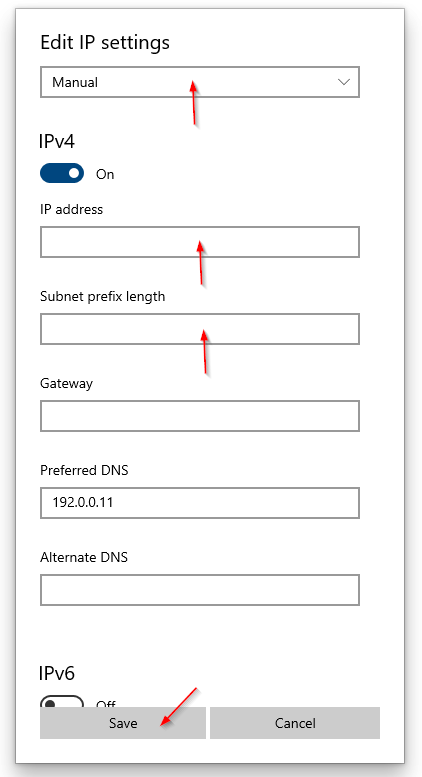 Edit IP settings
Manual
IPv4
On
IP address
Subnet prefix length
Gateway
Preferred DNS
192.0.0.11
Alternate DNS
IPv6
Off
Save
Cancel